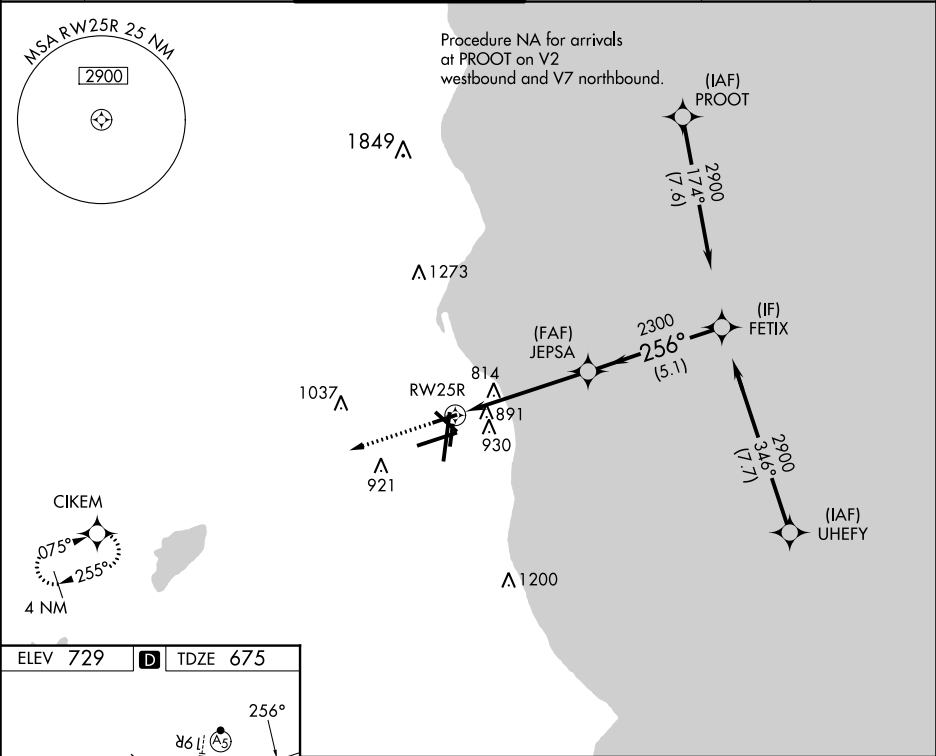 MSA RW25R 25 NM
2900
Procedure NA for arrivals
at PROOT on V2
westbound and V7 northbound.
(IAF)
PROOT
1849
2900
174°
(7.6)
1273
(IF)
FETIX
2300
256°
(5.1)
(FAF)
JEPSA
814
RW25R
1037
891
930
921
2900
346°
(7.7)
(IAF)
UHEFY
CIKEM
075°
255°
4 NM
1200
ELEV 729
D
TDZE 675
256°
19R
A5